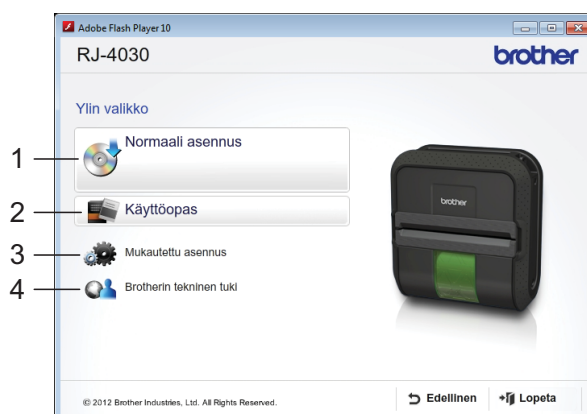 Adobe Flash Player 10
RJ-4030
brother
Ylin valikko
1
Normaali asennus
2
Käyttöopas
3
Mukautettu asennus
4
Brotherin tekninen tuki
brother
© 2012 Brother Industries, Ltd. All Rights Reserved.
Edellinen
Lopeta